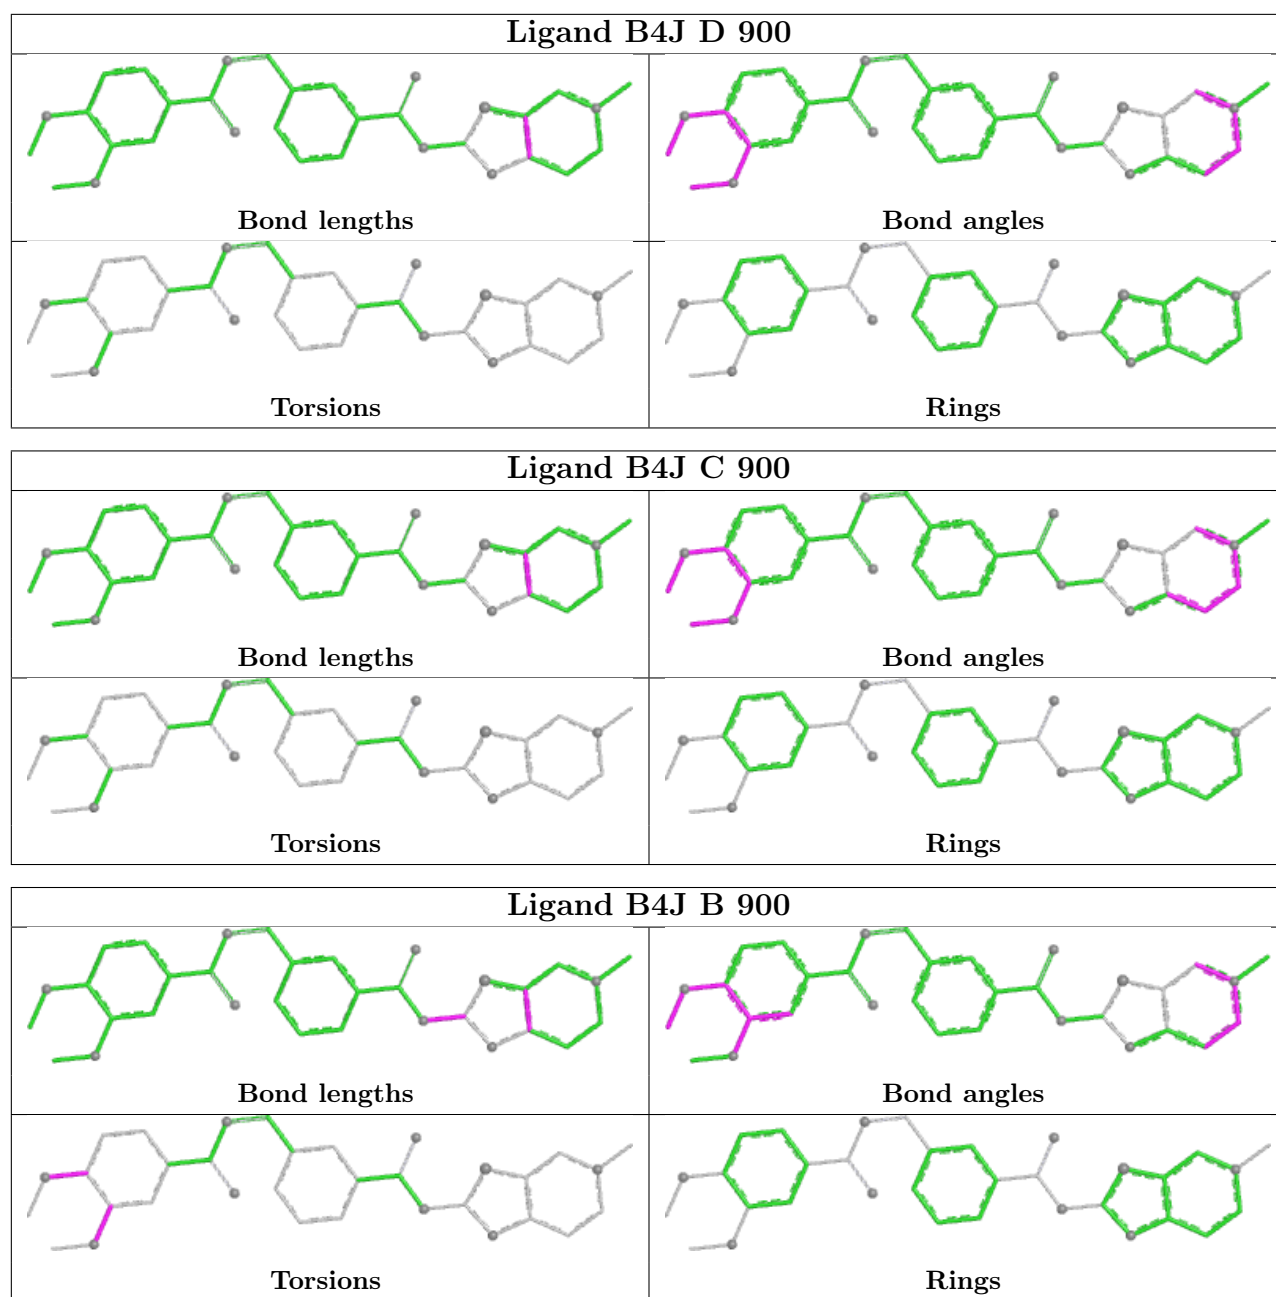 Ligand B4J D 900
Bond lengths
Bond angles
Torsions
Rings
Ligand B4J C 900
Bond lengths
Bond angles
Torsions
Rings
Ligand B4J B 900
Bond lengths
Bond angles
Torsions
Rings